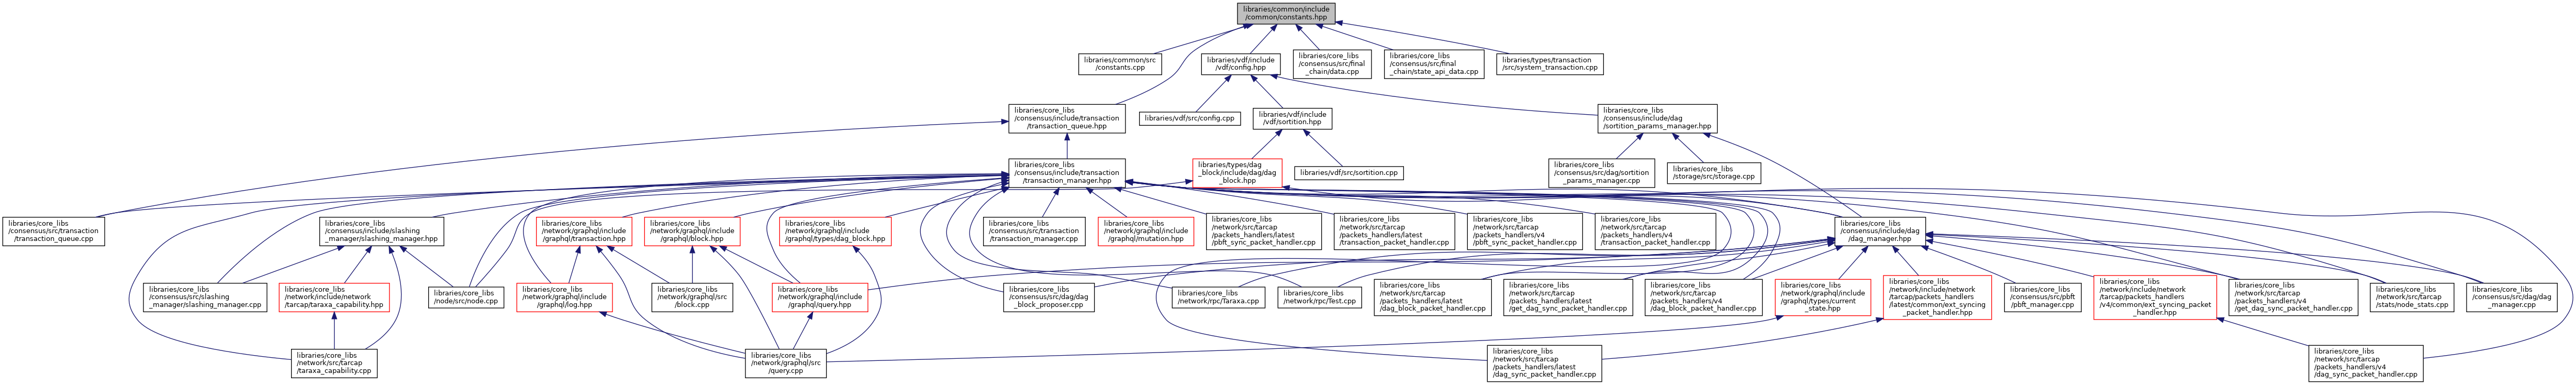 libraries/common/include
/common/constants.hpp
libraries/common/src
/constants.cpp
libraries/vdf/include
/vdf/config.hpp
libraries/core_libs
/consensus/src/final
_chain/data.cpp
libraries/core_libs
/consensus/src/final
_chain/state_api_data.cpp
libraries/types/transaction
/src/system_transaction.cpp
libraries/core_libs
/consensus/include/transaction
/transaction_queue.hpp
libraries/vdf/src/config.cpp
libraries/vdf/include
/vdf/sortition.hpp
libraries/core_libs
/consensus/include/dag
/sortition_params_manager.hpp
libraries/core_libs
/consensus/include/transaction
/transaction_manager.hpp
libraries/types/dag
_block/include/dag/dag
_block.hpp
libraries/vdf/src/sortition.cpp
libraries/core_libs
/consensus/src/dag/sortition
_params_manager.cpp
libraries/core_libs
/storage/src/storage.cpp
libraries/core_libs
/consensus/src/transaction
/transaction_queue.cpp
libraries/core_libs
/consensus/include/slashing
_manager/slashing_manager.hpp
libraries/core_libs
/network/graphql/include
/graphql/transaction.hpp
libraries/core_libs
/network/graphql/include
/graphql/block.hpp
libraries/core_libs
/network/graphql/include
/graphql/types/dag_block.hpp
libraries/core_libs
/consensus/src/transaction
/transaction_manager.cpp
libraries/core_libs
/network/graphql/include
/graphql/mutation.hpp
libraries/core_libs
/network/src/tarcap
/packets_handlers/latest
/pbft_sync_packet_handler.cpp
libraries/core_libs
/network/src/tarcap
/packets_handlers/latest
/transaction_packet_handler.cpp
libraries/core_libs
/network/src/tarcap
/packets_handlers/v4
/pbft_sync_packet_handler.cpp
libraries/core_libs
/network/src/tarcap
/packets_handlers/v4
/transaction_packet_handler.cpp
libraries/core_libs
/consensus/include/dag
/dag_manager.hpp
libraries/core_libs
/consensus/src/slashing
_manager/slashing_manager.cpp
libraries/core_libs
/network/include/network
/tarcap/taraxa_capability.hpp
libraries/core_libs
/node/src/node.cpp
libraries/core_libs
/network/graphql/include
/graphql/log.hpp
libraries/core_libs
/network/graphql/src
/block.cpp
libraries/core_libs
/network/graphql/include
/graphql/query.hpp
libraries/core_libs
/consensus/src/dag/dag
_block_proposer.cpp
libraries/core_libs
/network/rpc/Taraxa.cpp
libraries/core_libs
/network/rpc/Test.cpp
libraries/core_libs
/network/src/tarcap
/packets_handlers/latest
/dag_block_packet_handler.cpp
libraries/core_libs
/network/src/tarcap
/packets_handlers/latest
/get_dag_sync_packet_handler.cpp
libraries/core_libs
/network/src/tarcap
/packets_handlers/v4
/dag_block_packet_handler.cpp
libraries/core_libs
/network/graphql/include
/graphql/types/current
_state.hpp
libraries/core_libs
/network/include/network
/tarcap/packets_handlers
/latest/common/ext_syncing
_packet_handler.hpp
libraries/core_libs
/consensus/src/pbft
/pbft_manager.cpp
libraries/core_libs
/network/include/network
/tarcap/packets_handlers
/v4/common/ext_syncing_packet
_handler.hpp
libraries/core_libs
/network/src/tarcap
/packets_handlers/v4
/get_dag_sync_packet_handler.cpp
libraries/core_libs
/network/src/tarcap
/stats/node_stats.cpp
libraries/core_libs
/consensus/src/dag/dag
_manager.cpp
libraries/core_libs
/network/src/tarcap
/taraxa_capability.cpp
libraries/core_libs
/network/graphql/src
/query.cpp
libraries/core_libs
/network/src/tarcap
/packets_handlers/latest
/dag_sync_packet_handler.cpp
libraries/core_libs
/network/src/tarcap
/packets_handlers/v4
/dag_sync_packet_handler.cpp